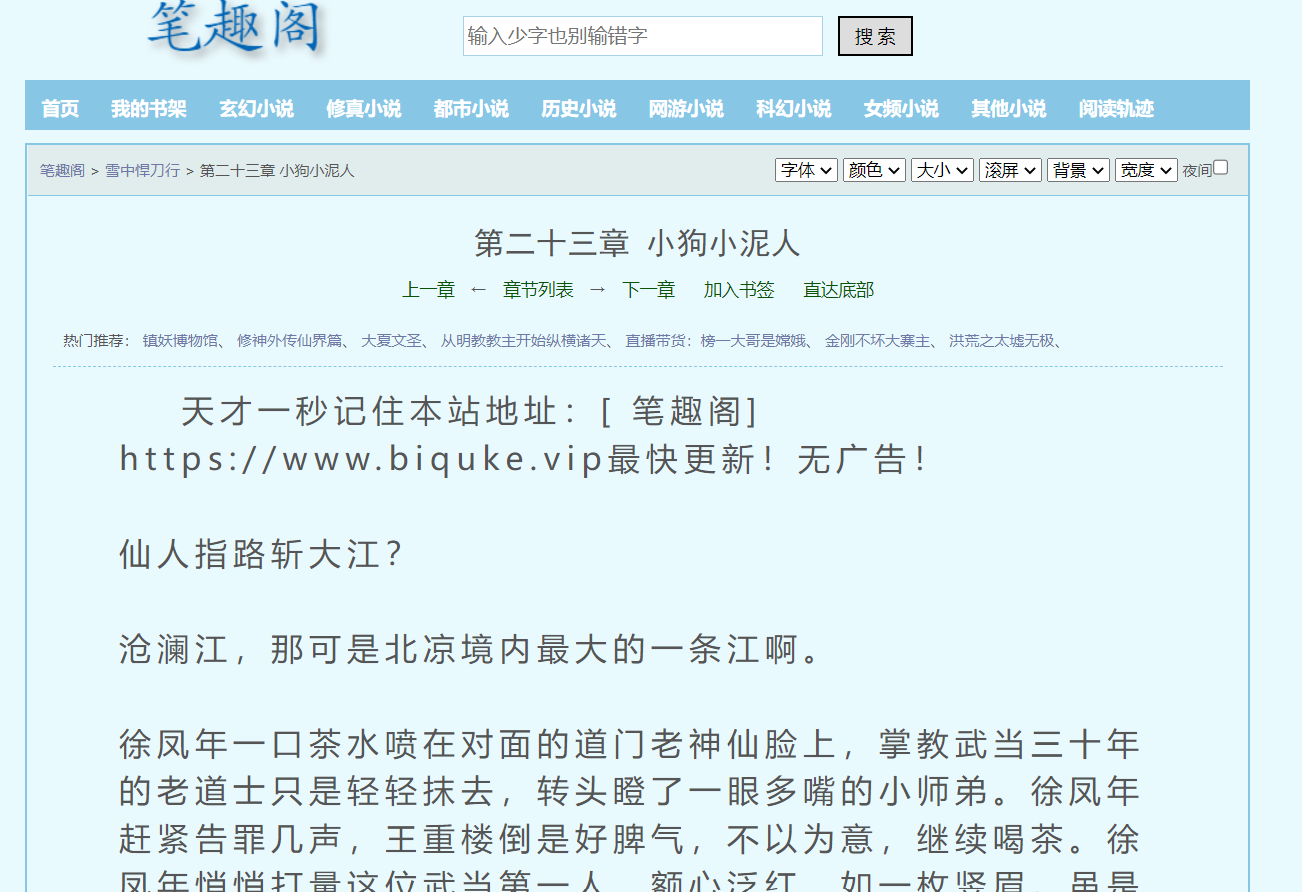 笔趣阁
输入少字也别输错字 搜 索
首页 我的书架 玄幻小说 修真小说 都市小说 历史小说 网游小说 科幻小说 女频小说 其他小说 阅读轨迹
笔趣阁 > 雪中悍刀行 > 第二十三章 小狗小泥人 字体 颜色 大小 滚屏 背景 宽度 夜间
第二十三章 小狗小泥人
上一章 ← 章节列表 → 下一章 加入书签 直达底部
热门推荐： 镇妖博物馆、 修神外传仙界篇、 大夏文圣、 从明教教主开始纵横诸天、 直播带货：榜一大哥是嫦娥、 金刚不坏大寨主、 洪荒之太墟无极、
天才一秒记住本站地址：[ 笔趣阁]
https://www.biquke.vip最快更新！无广告！
仙人指路斩大江？
沧澜江，那可是北凉境内最大的一条江啊。
徐凤年一口茶水喷在对面的道门老神仙脸上，掌教武当三十年
的老道士只是轻轻抹去，转头瞪了一眼多嘴的小师弟。徐凤年
赶紧告罪几声，王重楼倒是好脾气，不以为意，继续喝茶。徐
凤年悄悄打量这位武当第一人，额心泛红，如一枚竖眉，虽是